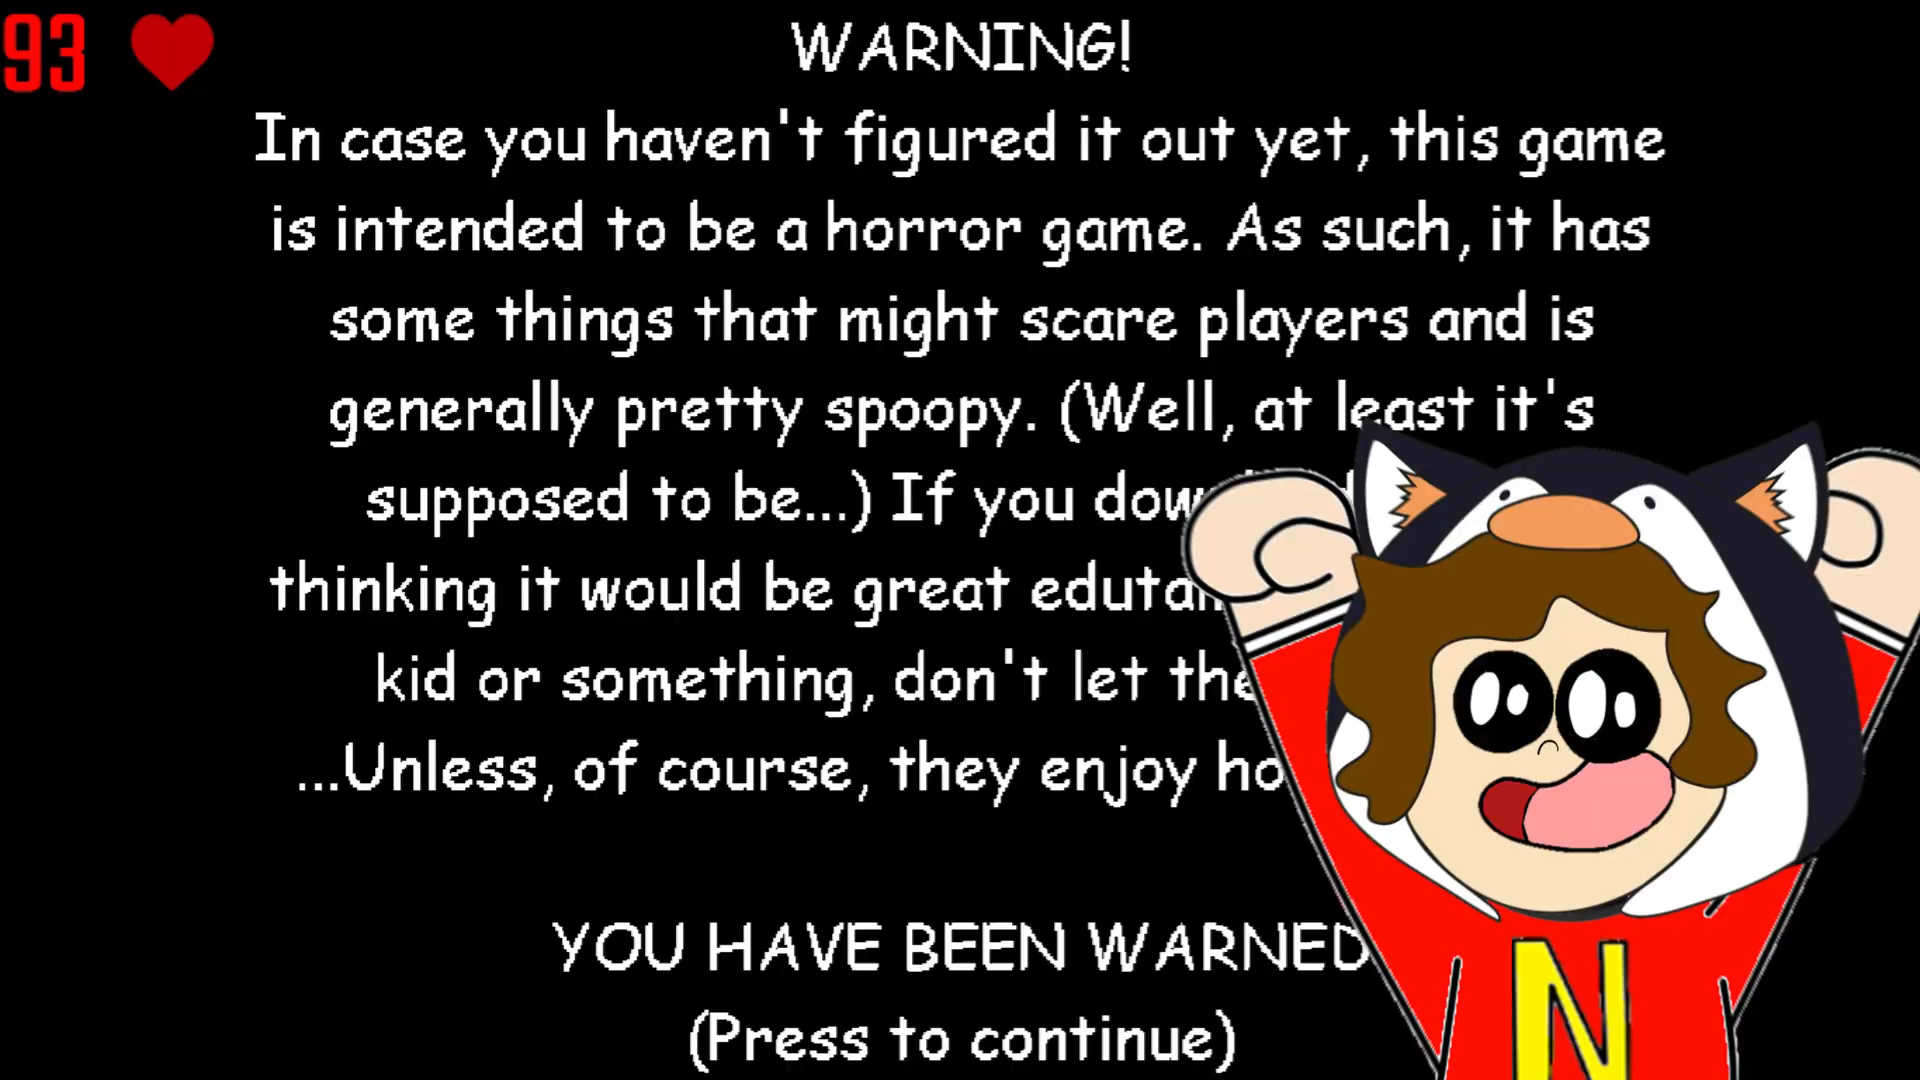 93
WARNING!
In case you haven't figured it out yet, this game
is intended to be a horror game. As such, it has
some things that might scare players and is
generally pretty spoopy. (Well, at least it's
supposed to be...) If you
thinking it would be great
kid or something, don't let
...Unless, of course, they enjoy
YOU HAVE BEEN WARNED
(Press to continue)
N